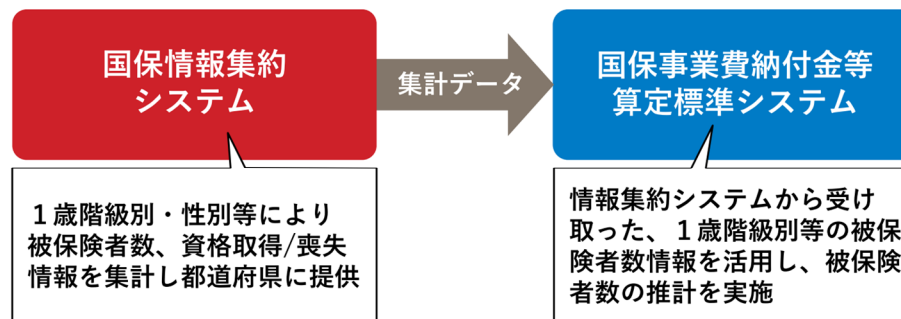 国保情報集約
システム
集計データ
国保事業費納付金等
算定標準システム
１歳階級別・性別等により
被保険者数、資格取得/喪失
情報を集計し都道府県に提供
情報集約システムから受け
取った、１歳階級別等の被保
険者数情報を活用し、被保険
者数の推計を実施